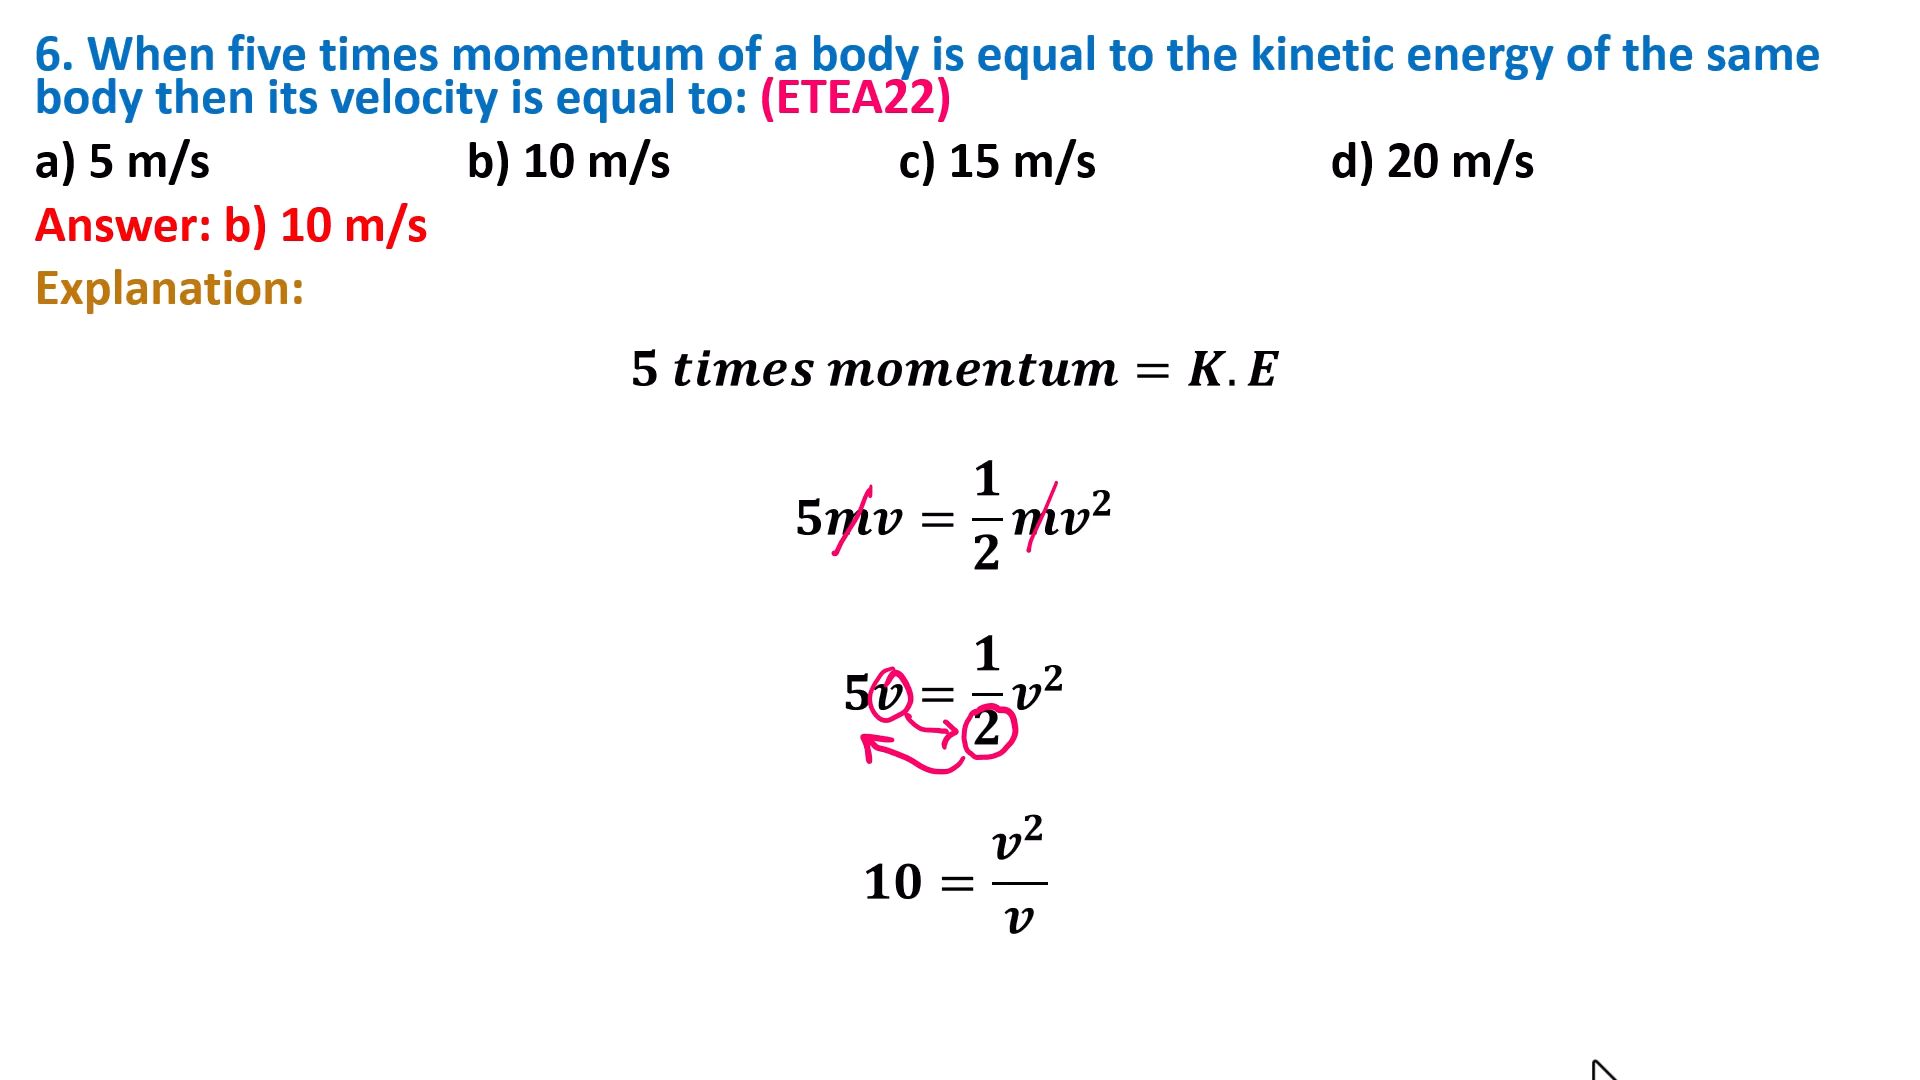 6. When five times momentum of a body is equal to the kinetic energy of the same
body then its velocity is equal to: (ETEA22)
a) 5 m/s b) 10 m/s c) 15 m/s d) 20 m/s
Answer: b) 10 m/s
Explanation:
5 times momentum = K.E
5mv = 1/2 mv²
5v = 1/2 v²
10 = v²/v